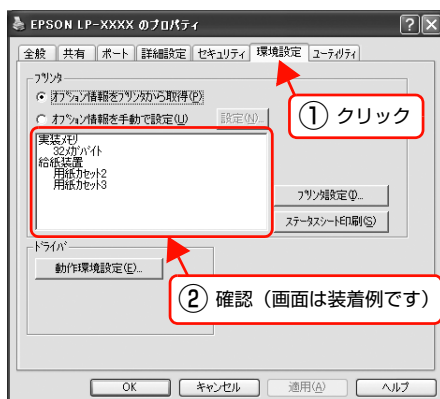 EPSON LP-XXXX のプロパティ
全般 共有 ポート 詳細設定 セキュリティ 環境設定 ユーティリティ
プリンタ
オプション情報をプリンタから取得(P)
オプション情報を手動で設定(U) 設定(N)...
① クリック
実装メモリ
32メガバイト
給紙装置
用紙カセット2
用紙カセット3
プリンタ設定(I)...
ステータスシート印刷(S)
ドライバ
動作環境設定(E)...
② 確認（画面は装着例です）
OK キャンセル 適用(A) ヘルプ